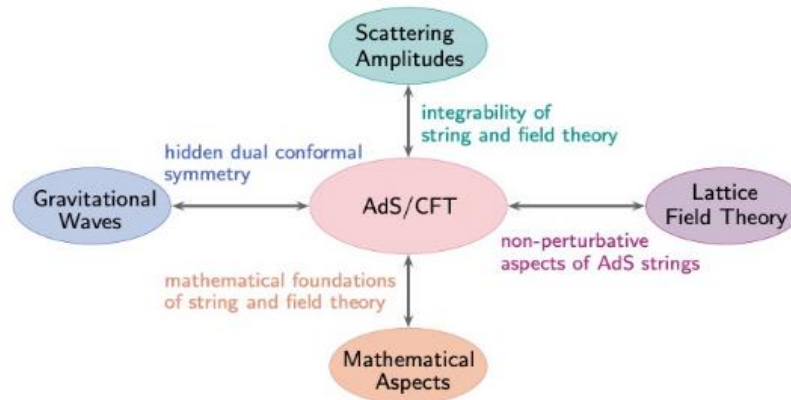 Scattering
Amplitudes
integrability of
string and field theory
hidden dual conformal
symmetry
Gravitational
Waves
AdS/CFT
Lattice
Field Theory
non-perturbative
aspects of AdS strings
mathematical foundations
of string and field theory
Mathematical
Aspects